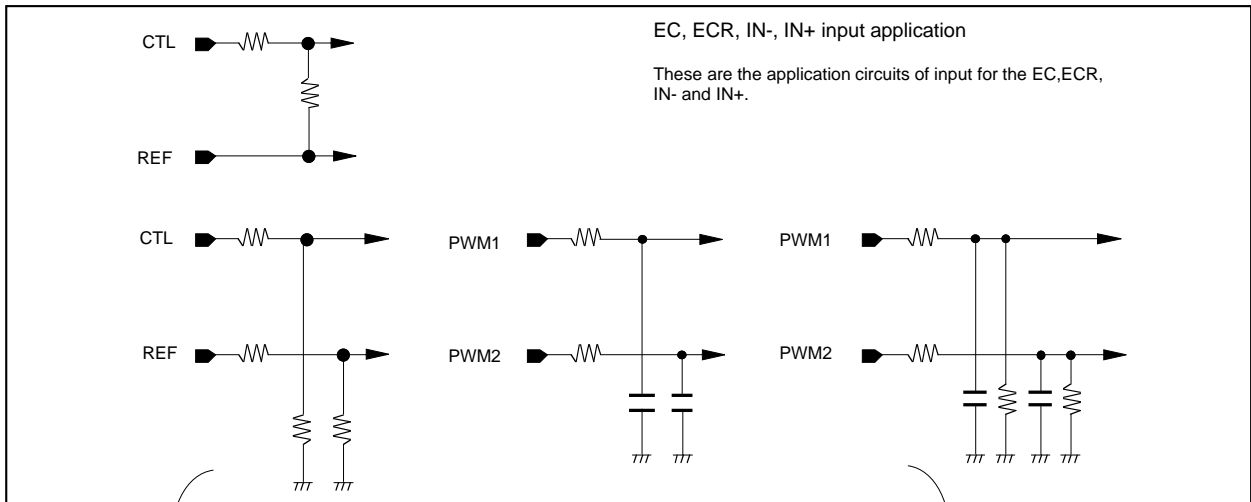 CTL
EC, ECR, IN-, IN+ input application
These are the application circuits of input for the EC,ECR,
IN- and IN+.
REF
CTL
PWM1
PWM1
REF
PWM2
PWM2